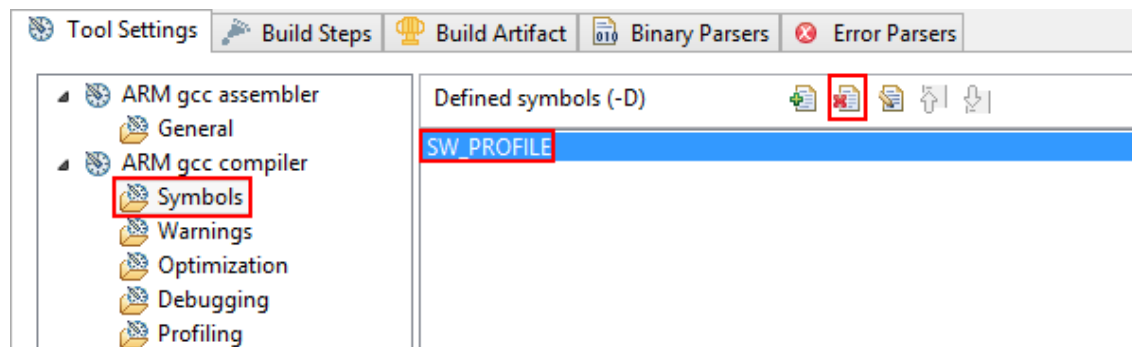 Tool Settings Build Steps Build Artifact Binary Parsers Error Parsers
ARM gcc assembler
General
ARM gcc compiler
Symbols
Warnings
Optimization
Debugging
Profiling
Defined symbols (-D)
SW_PROFILE